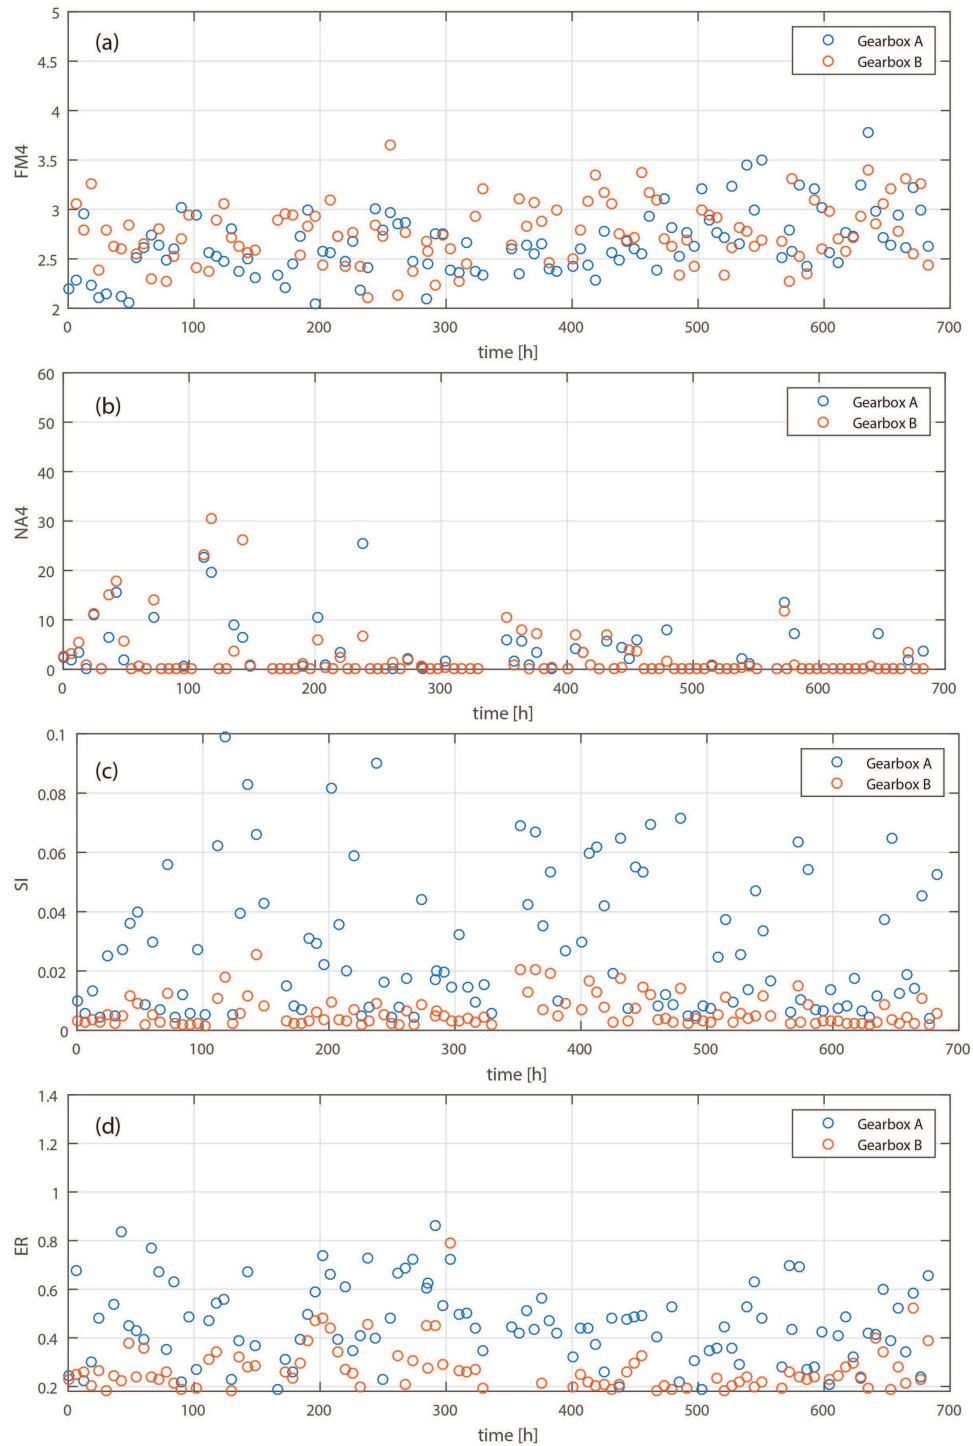 5
(a)
Gearbox A
4.5
Gearbox B
4
FM4
3.5
3
2.5
2
0 100 200 300 400 500 600 700
time [h]
60
(b)
Gearbox A
50
Gearbox B
40
NA4
30
20
10
0
0 100 200 300 400 500 600 700
time [h]
0.1
(c)
Gearbox A
0.08
Gearbox B
0.06
SI
0.04
0.02
0
0 100 200 300 400 500 600 700
time [h]
1.4
(d)
Gearbox A
1.2
Gearbox B
1
ER
0.8
0.6
0.4
0.2
0 100 200 300 400 500 600 700
time [h]